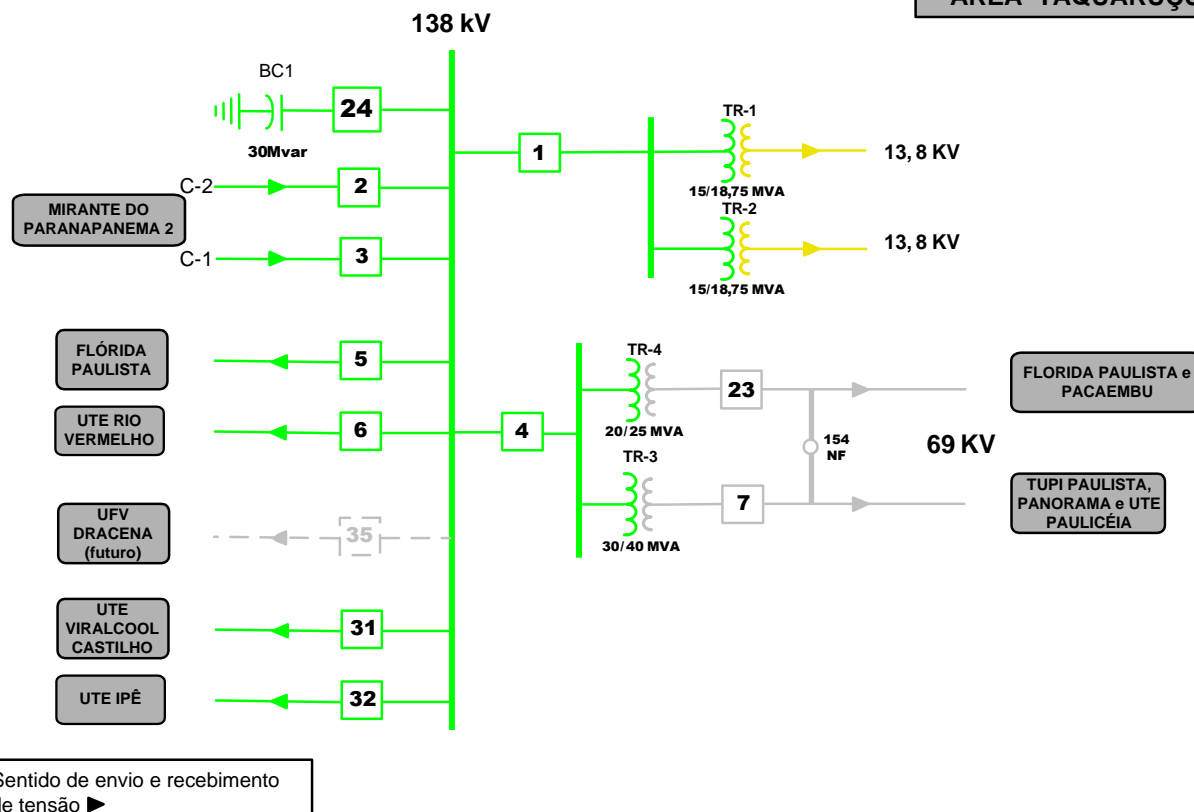 ÁREA TAQUARUÇU
138 kV
BC1
24
30Mvar
C-2
2
MIRANTE DO
PARANAPANEMA 2
C-1
3
1
TR-1
13, 8 KV
15/18,75 MVA
TR-2
13, 8 KV
15/18,75 MVA
FLÓRIDA
PAULISTA
5
UTE RIO
VERMELHO
6
4
TR-4
23
20/25 MVA
FLORIDA PAULISTA e
PACAEMBU
154
NF
69 KV
TR-3
7
30/40 MVA
TUPI PAULISTA,
PANORAMA e UTE
PAULICÉIA
UFV
DRACENA
(futuro)
35
UTE
VIRALCOOL
CASTILHO
31
UTE IPÊ
32
Sentido de envio e recebimento
de tensão